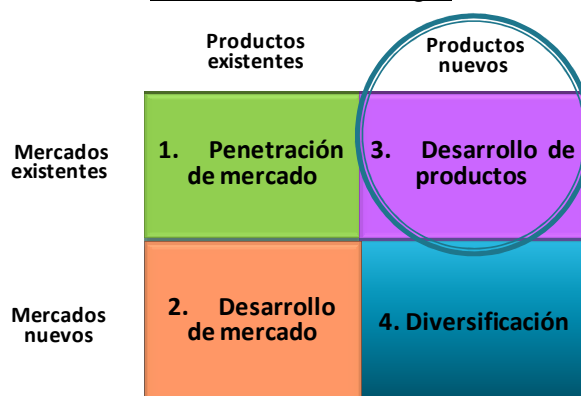 Productos
existentes
Productos
nuevos
Mercados
existentes
1. Penetración
de mercado
3. Desarrollo de
productos
Mercados
nuevos
2. Desarrollo
de mercado
4. Diversificación